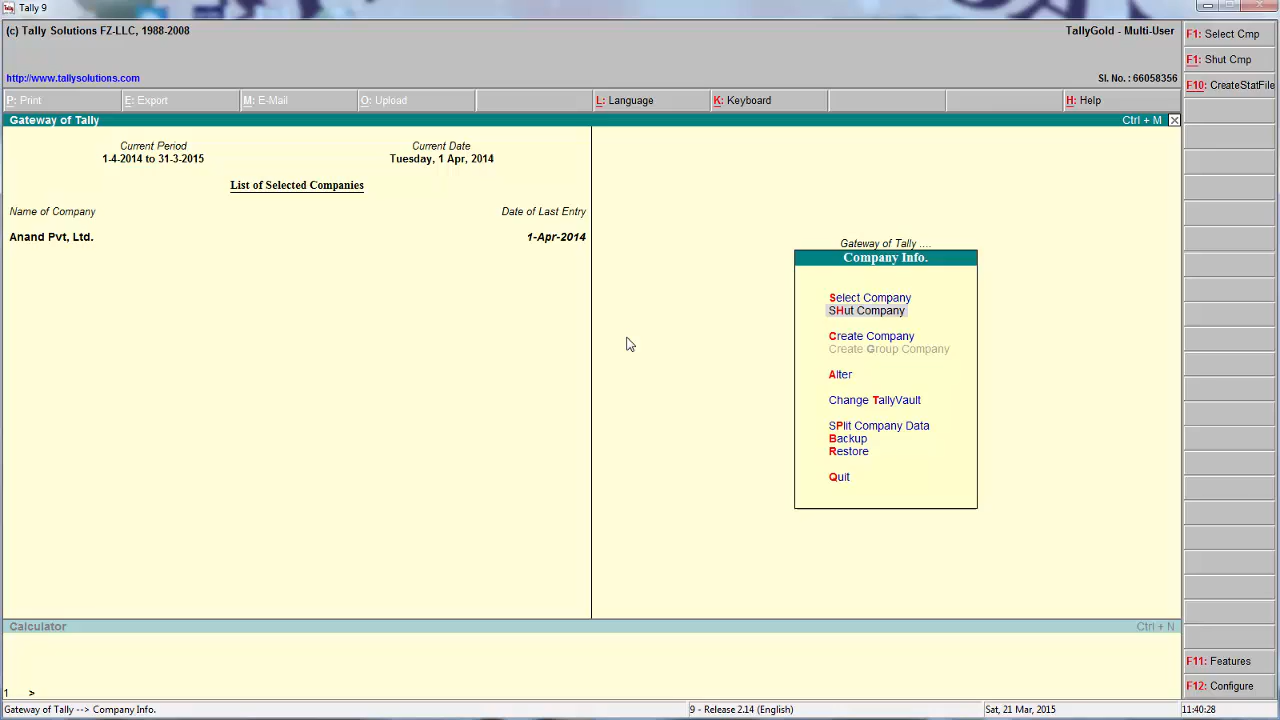 Tally 9
(c) Tally Solutions FZ-LLC, 1988-2008
TallyGold - Multi-User
http://www.tallysolutions.com
Sl. No. : 66058356
P: Print
E: Export
M: E-Mail
O: Upload
L: Language
K: Keyboard
H: Help
Gateway of Tally
Ctrl + M
Current Period
Current Date
1-4-2014 to 31-3-2015
Tuesday, 1 Apr, 2014
List of Selected Companies
Name of Company
Date of Last Entry
Anand Pvt, Ltd.
1-Apr-2014
Gateway of Tally ....
Company Info.
Select Company
SHut Company
Create Company
Create Group Company
Alter
Change TallyVault
SPlit Company Data
Backup
Restore
Quit
F1: Select Cmp
F1: Shut Cmp
F10: CreateStatFile
F11: Features
F12: Configure
Calculator
Ctrl + N
1 >
Gateway of Tally --> Company Info.
9 - Release 2.14 (English)
Sat, 21 Mar, 2015
11:40:28